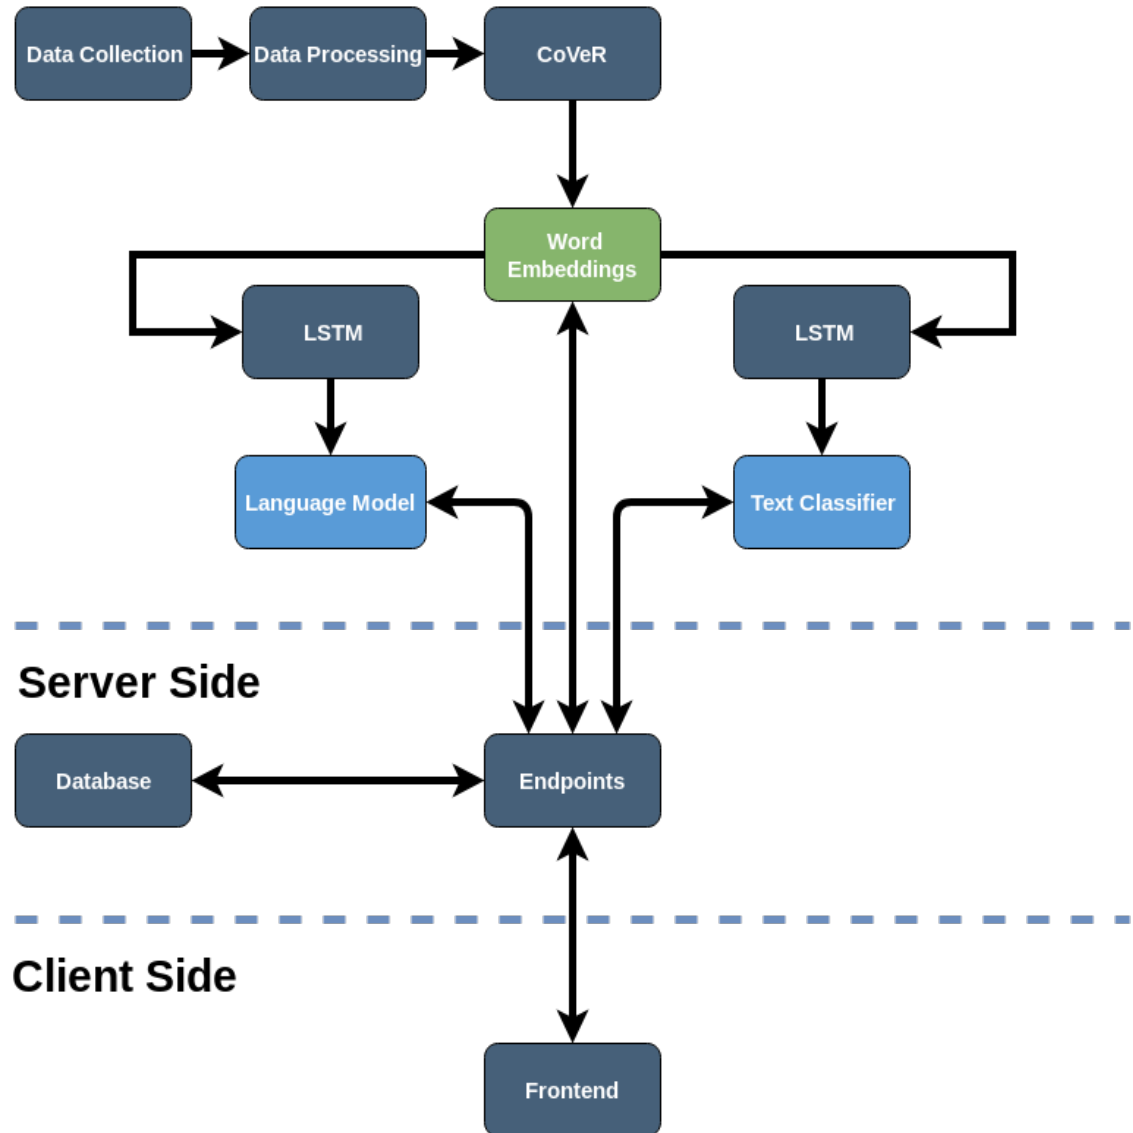 Data Collection
Data Processing
CoVeR
Word
Embeddings
LSTM
LSTM
Language Model
Text Classifier
Server Side
Database
Endpoints
Client Side
Frontend